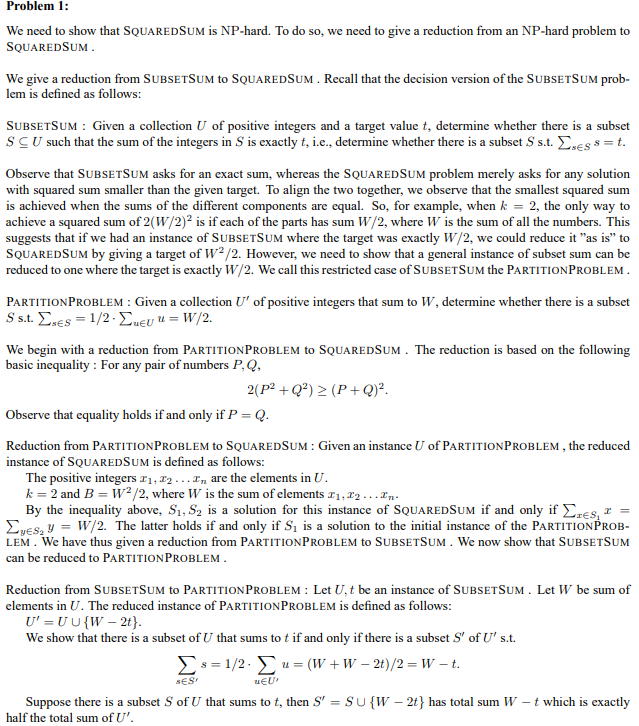 Problem 1:
We need to show that SQUAREDSUM is NP-hard. To do so, we need to give a reduction from an NP-hard problem to
SQUAREDSUM .
We give a reduction from SUBSETSUM to SQUAREDSUM . Recall that the decision version of the SUBSETSUM prob-
lem is defined as follows:
SUBSETSUM : Given a collection U of positive integers and a target value t, determine whether there is a subset
S ⊆ U such that the sum of the integers in S is exactly t, i.e., determine whether there is a subset S s.t. ∑_{s∈S} s = t.
Observe that SUBSETSUM asks for an exact sum, whereas the SQUAREDSUM problem merely asks for any solution
with squared sum smaller than the given target. To align the two together, we observe that the smallest squared sum
is achieved when the sums of the different components are equal. So, for example, when k = 2, the only way to
achieve a squared sum of 2(W/2)² is if each of the parts has sum W/2, where W is the sum of all the numbers. This
suggests that if we had an instance of SUBSETSUM where the target was exactly W/2, we could reduce it "as is" to
SQUAREDSUM by giving a target of W²/2. However, we need to show that a general instance of subset sum can be
reduced to one where the target is exactly W/2. We call this restricted case of SUBSETSUM the PARTITIONPROBLEM .
PARTITIONPROBLEM : Given a collection U′ of positive integers that sum to W, determine whether there is a subset
S s.t. ∑_{s∈S} = 1/2 · ∑_{u∈U} u = W/2.
We begin with a reduction from PARTITIONPROBLEM to SQUAREDSUM . The reduction is based on the following
basic inequality : For any pair of numbers P, Q,
2(P² + Q²) ≥ (P + Q)².
Observe that equality holds if and only if P = Q.
Reduction from PARTITIONPROBLEM to SQUAREDSUM : Given an instance U of PARTITIONPROBLEM , the reduced
instance of SQUAREDSUM is defined as follows:
The positive integers x₁, x₂ . . . xₙ are the elements in U.
k = 2 and B = W²/2, where W is the sum of elements x₁, x₂ . . . xₙ.
By the inequality above, S₁, S₂ is a solution for this instance of SQUAREDSUM if and only if ∑_{x∈S₁} x =
∑_{y∈S₂} y = W/2. The latter holds if and only if S₁ is a solution to the initial instance of the PARTITIONPROB-
LEM . We have thus given a reduction from PARTITIONPROBLEM to SUBSETSUM . We now show that SUBSETSUM
can be reduced to PARTITIONPROBLEM .
Reduction from SUBSETSUM to PARTITIONPROBLEM : Let U, t be an instance of SUBSETSUM . Let W be sum of
elements in U. The reduced instance of PARTITIONPROBLEM is defined as follows:
U′ = U ∪ {W − 2t}.
We show that there is a subset of U that sums to t if and only if there is a subset S′ of U′ s.t.
∑_{s∈S′} s = 1/2 · ∑_{u∈U′} u = (W + W − 2t)/2 = W − t.
Suppose there is a subset S of U that sums to t, then S′ = S ∪ {W − 2t} has total sum W − t which is exactly
half the total sum of U′.